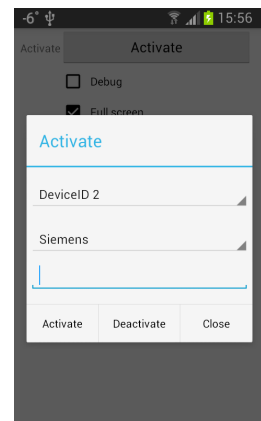 -6° 15:56
Activate Activate
Debug
Full screen
Activate
DeviceID 2
Siemens
Activate Deactivate Close